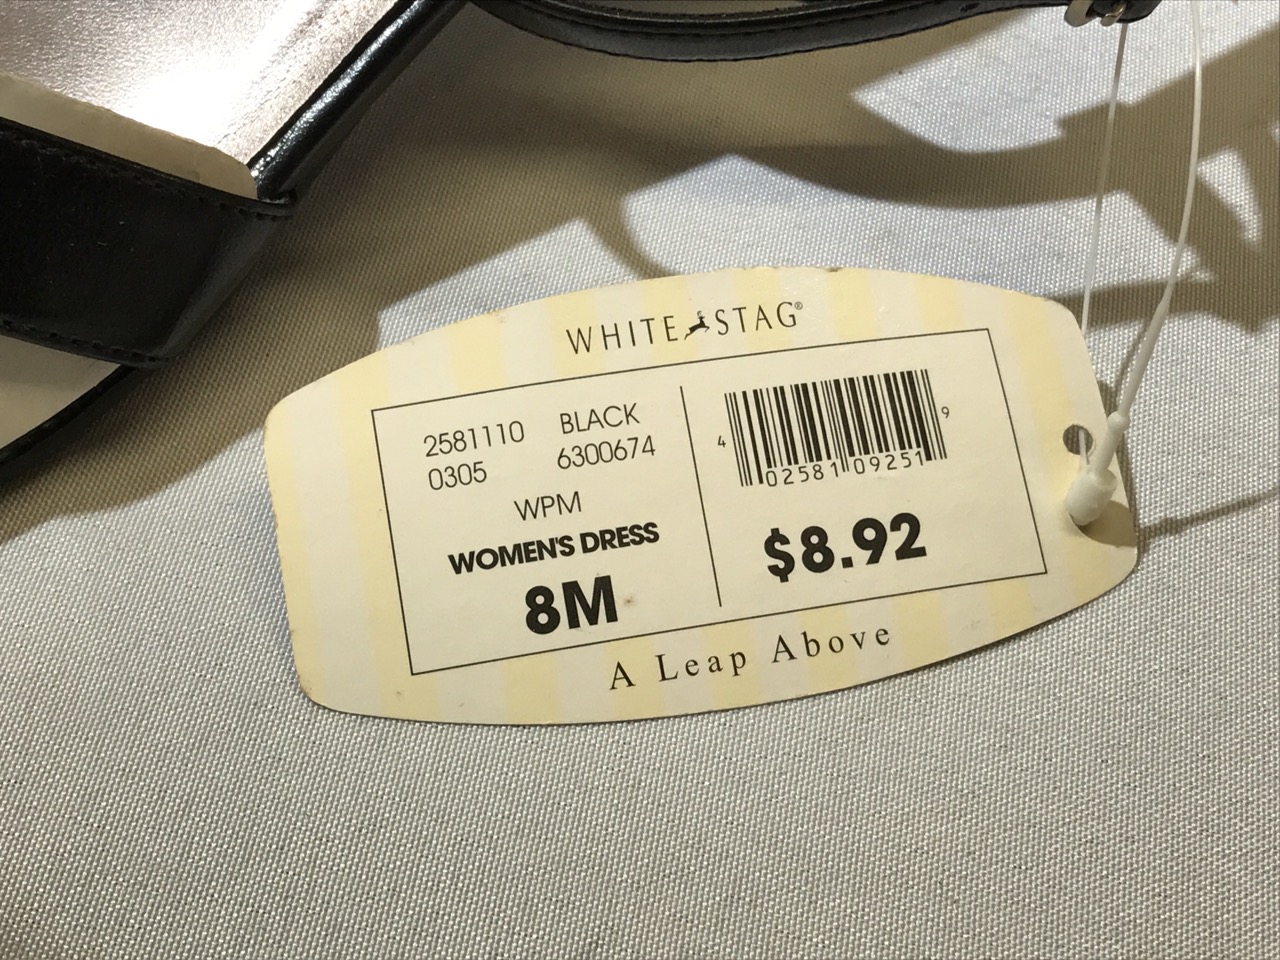 WHITE STAG®
2581110 BLACK
0305 6300674
WPM
WOMEN'S DRESS
8M
4 02581 09251 9
$8.92
A Leap Above